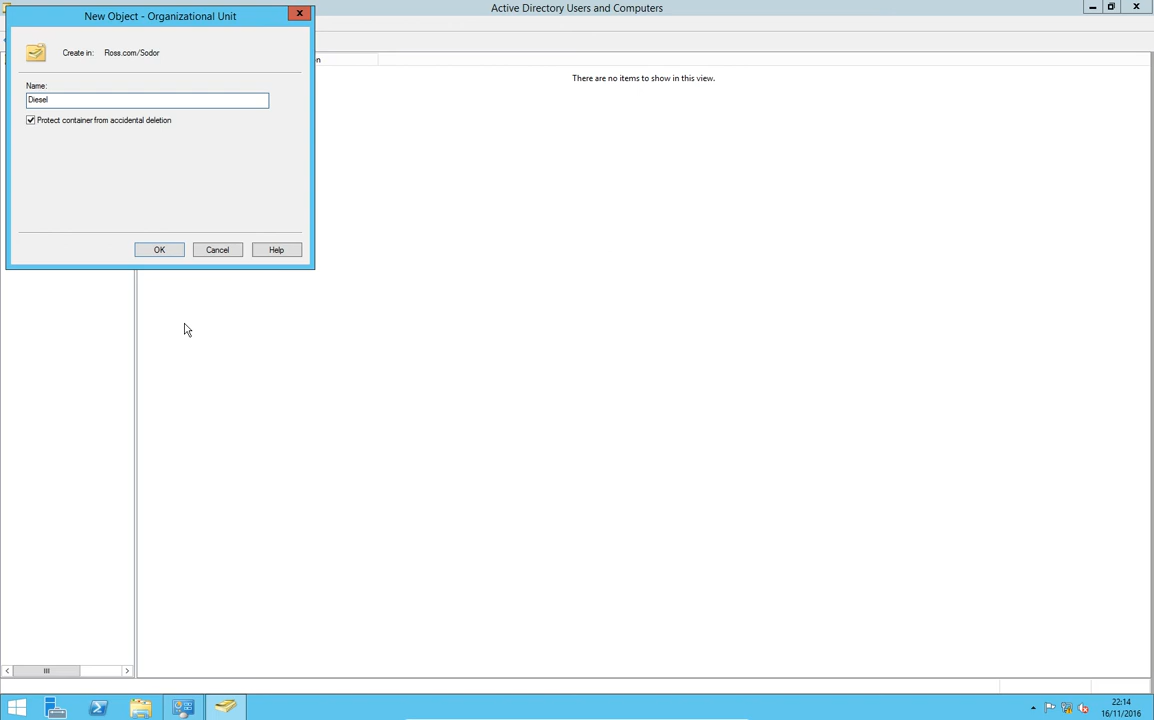 New Object - Organizational Unit
Active Directory Users and Computers
Create in: Ross.com/Sodor
Name:
Diesel
Protect container from accidental deletion
OK
Cancel
Help
There are no items to show in this view.
22:14
16/11/2016